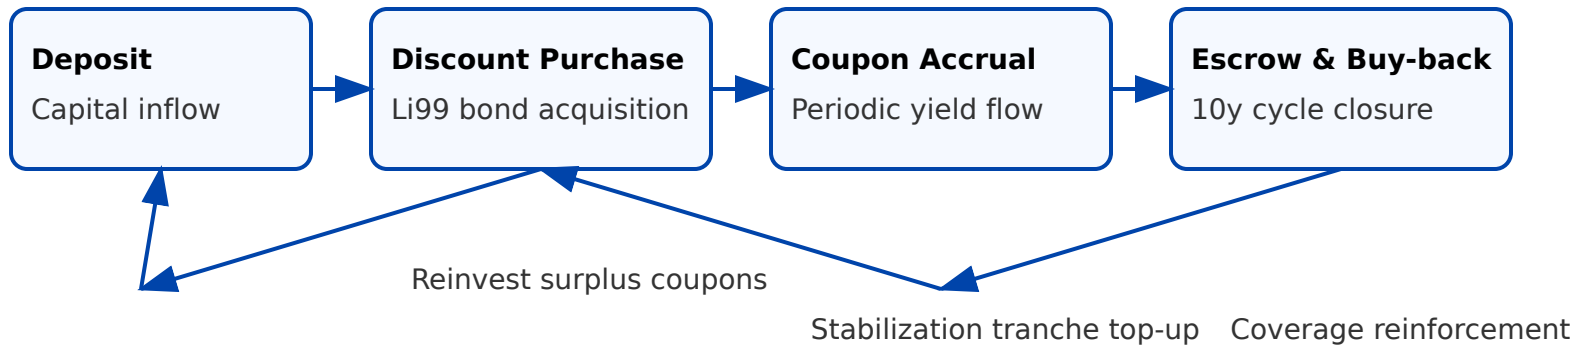 Deposit
Capital inflow
Discount Purchase
Li99 bond acquisition
Coupon Accrual
Periodic yield flow
Escrow & Buy-back
10y cycle closure
Reinvest surplus coupons
Stabilization tranche top-up
Coverage reinforcement